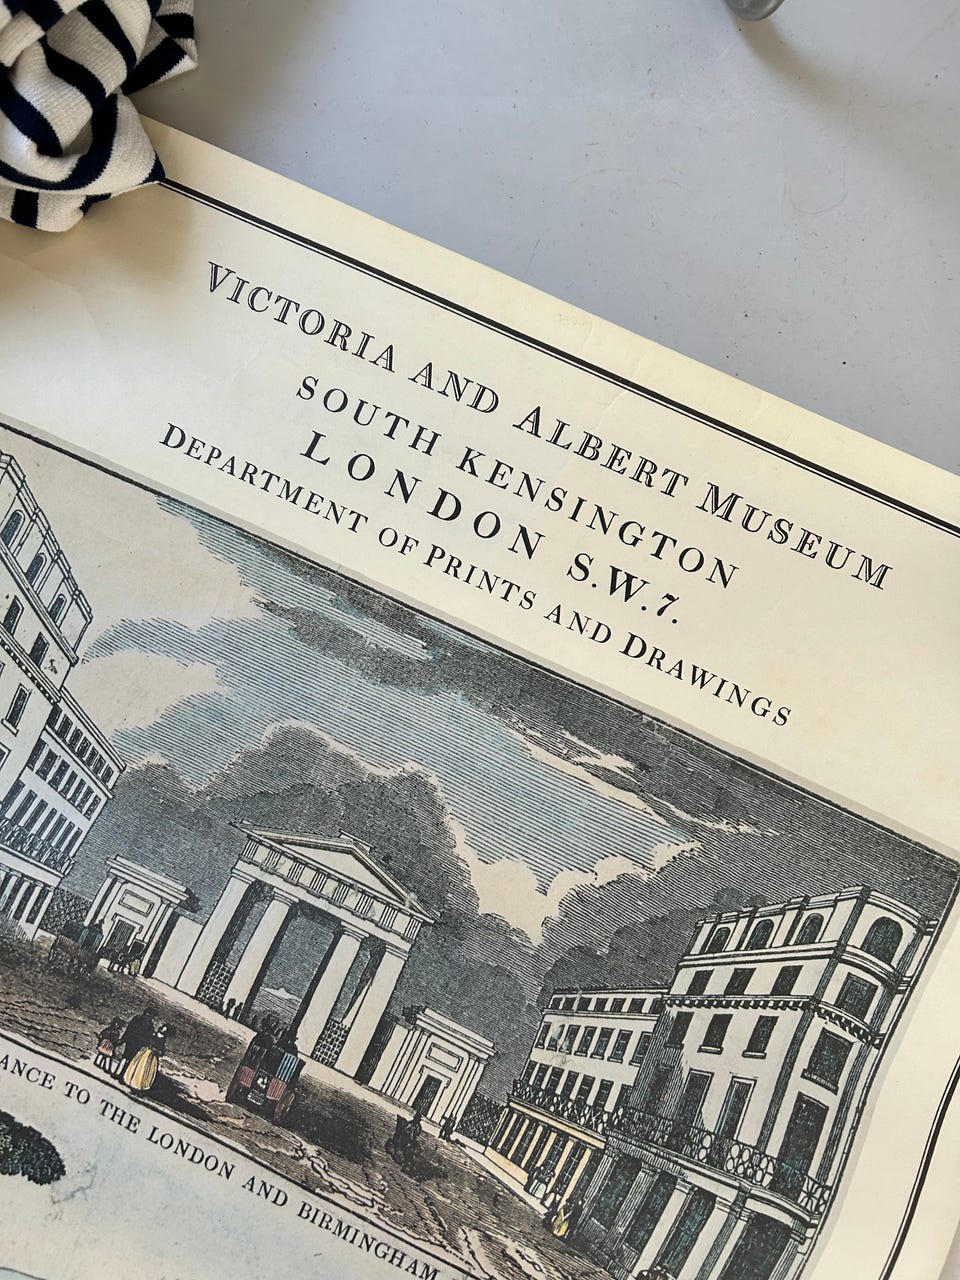 VICTORIA AND ALBERT MUSEUM
SOUTH KENSINGTON
LONDON S.W.7.
DEPARTMENT OF PRINTS AND DRAWINGS
ANCE TO THE LONDON AND BIRMINGHAM